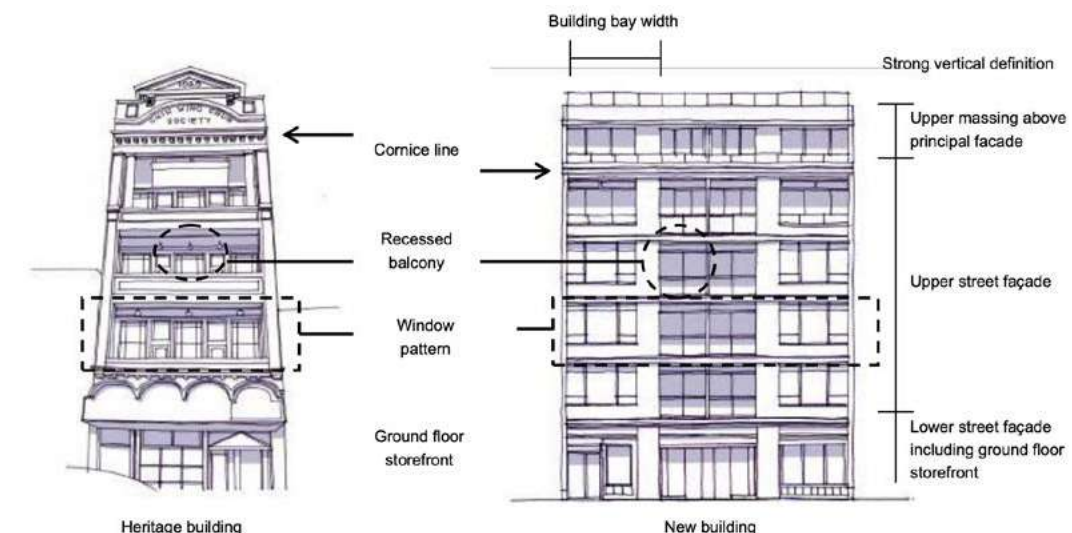 Building bay width
Strong vertical definition
Upper massing above
principal facade
Cornice line
SOCIETY
Recessed
balcony
Upper street façade
Window
pattern
Ground floor
storefront
Lower street façade
including ground floor
storefront
Heritage building
New building